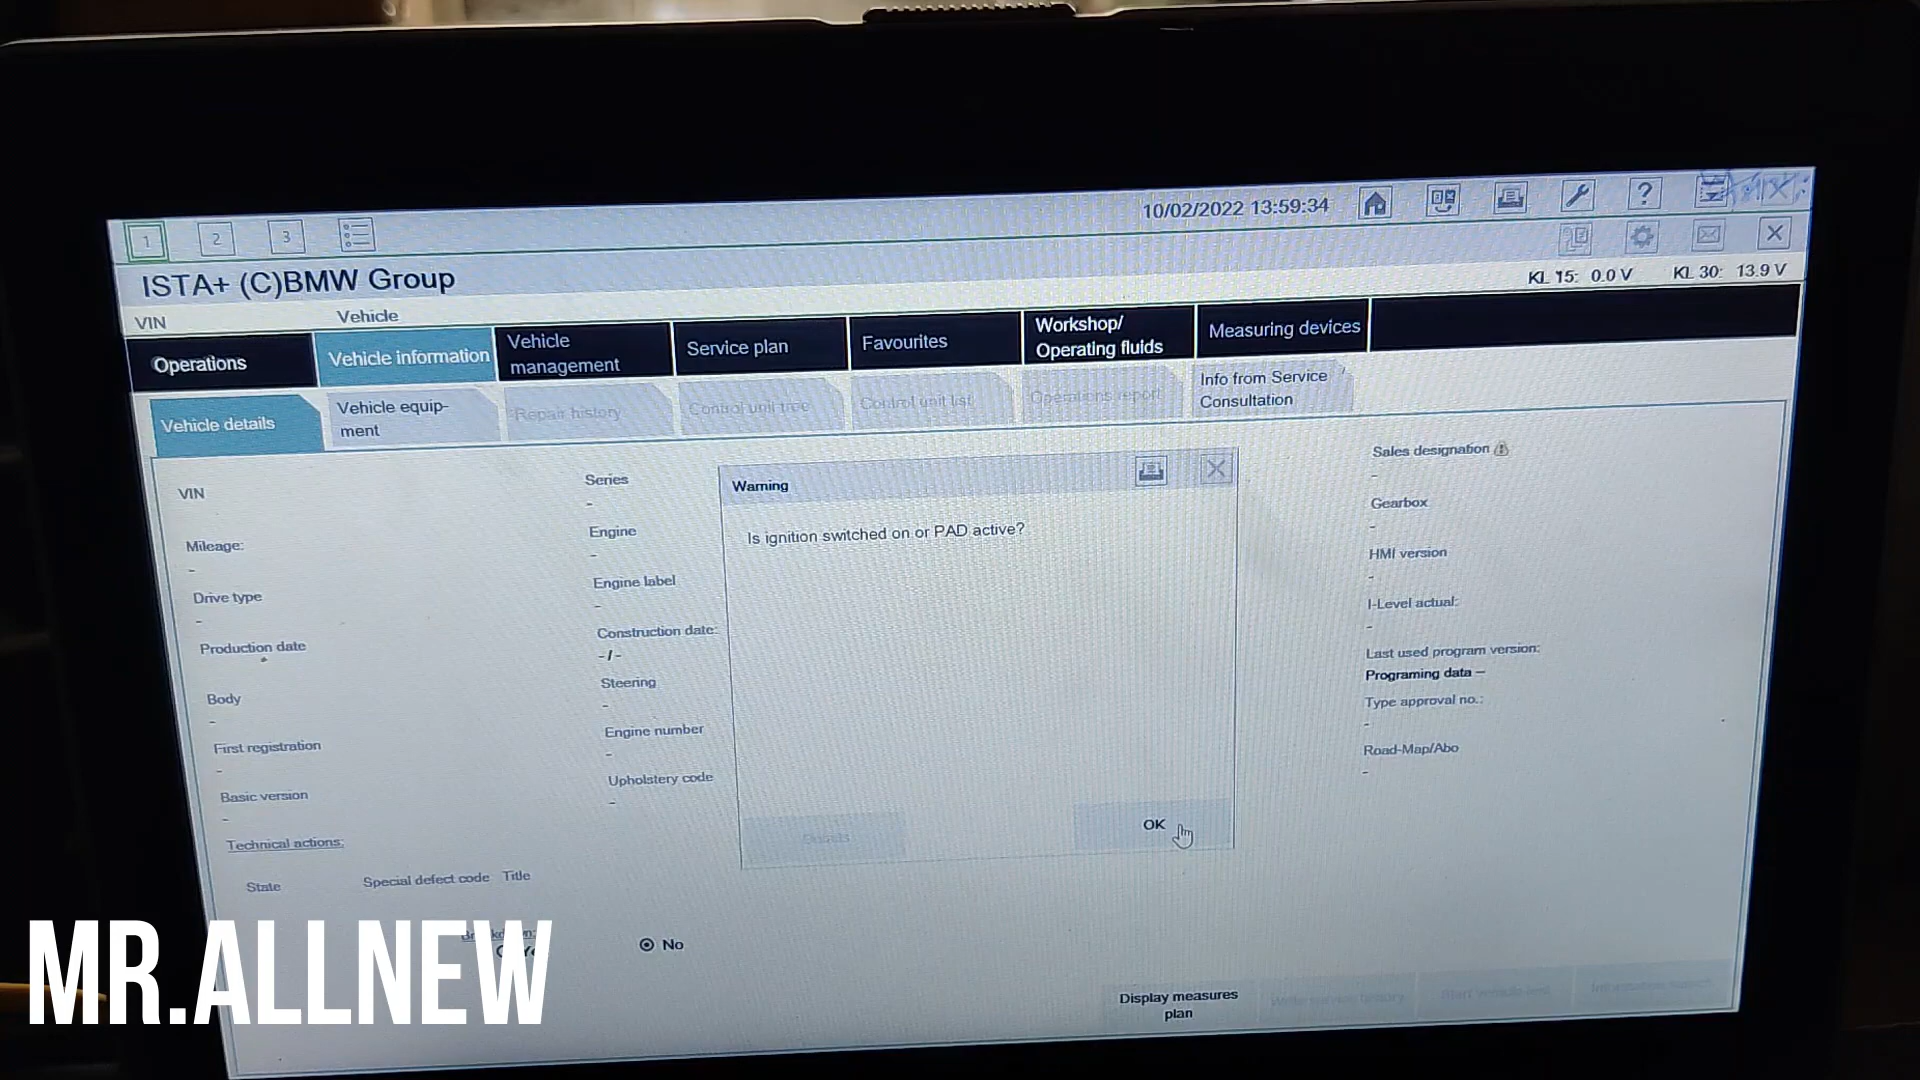 1
2
3
10/02/2022 13:59:34
?
ISTA+ (C)BMW Group
KL 15: 0.0 V
KL 30: 13.9 V
VIN
Vehicle
Operations
Vehicle information
Vehicle
management
Service plan
Favourites
Workshop/
Operating fluids
Measuring devices
Vehicle details
Vehicle equip-
ment
Repair history
Control unit tree
Control unit list
Operations report
Info from Service
Consultation
VIN
Mileage:
-
Drive type
-
Production date
Body
-
First registration
-
Basic version
-
Technical actions:
State
Special defect code
Title
Series
-
Engine
-
Engine label
-
Construction date:
-/-
Steering
-
Engine number
-
Upholstery code
-
Warning
Is ignition switched on or PAD active?
Details
OK
Sales designation
-
Gearbox
-
HMI version
-
I-Level actual:
-
Last used program version:
Programing data --
Type approval no.:
-
Road-Map/Abo
-
No
Display measures
plan
MR.ALLNEW